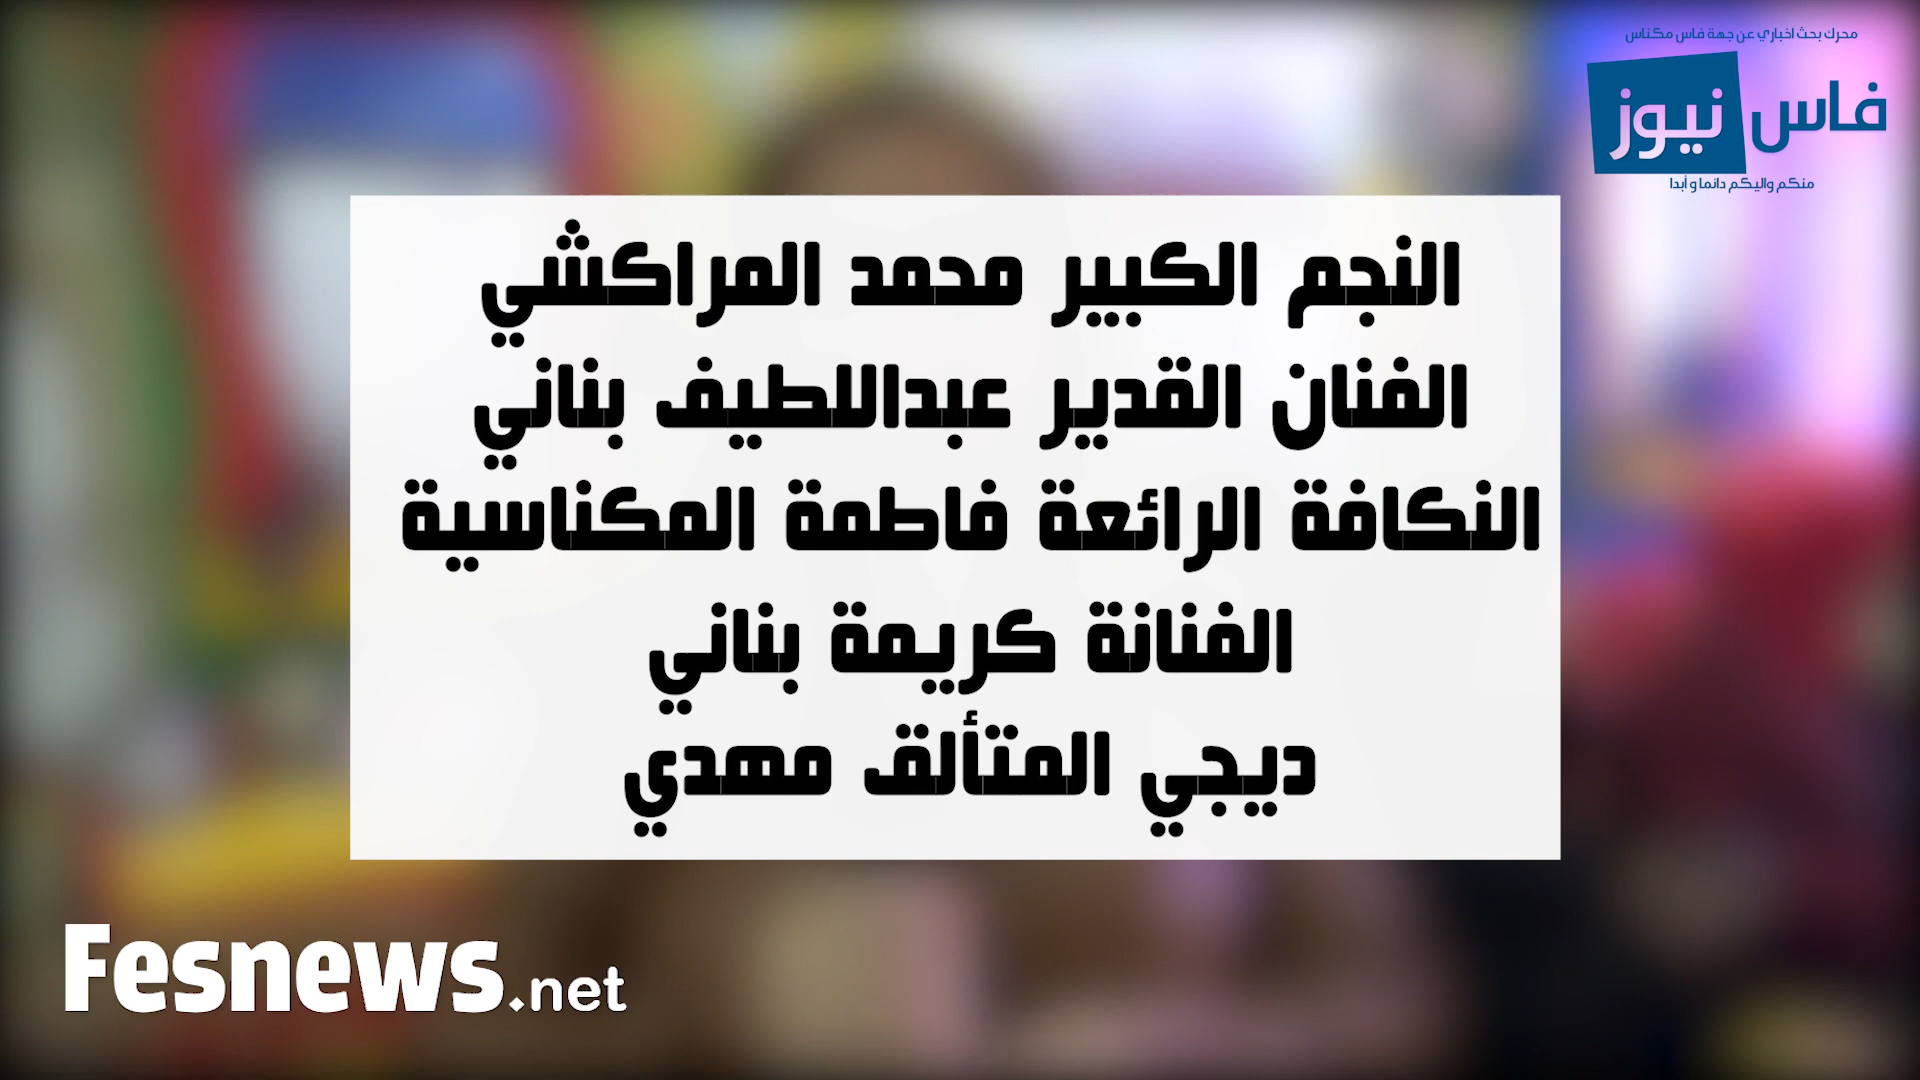 محرك بحث اخباري عن جهة فاس مكناس
فاس نيوز
منكم واليكم دائما و أبدا
النجم الكبير محمد المراكشي
الفنان القدير عبداللطيف بناني
النكافة الرائعة فاطمة المكناسية
الفنانة كريمة بناني
ديجي المتألق مهدي
Fesnews.net